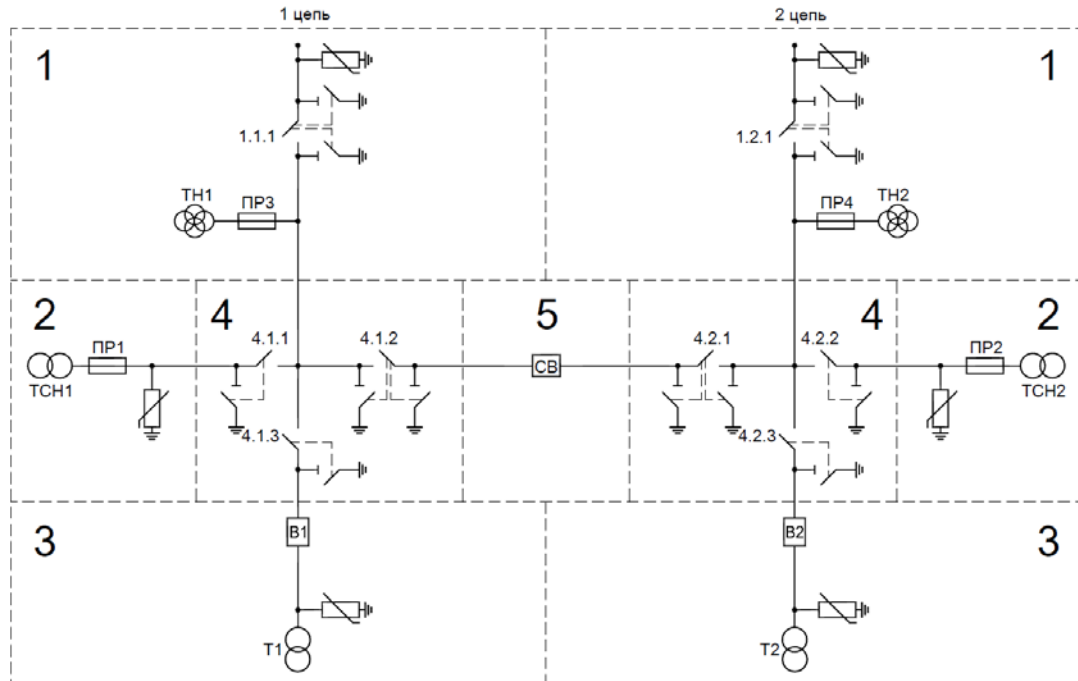 1 цепь
2 цепь
1
1
1.1.1
1.2.1
ТН1
ПР3
ПР4
ТН2
2
4
5
4
2
4.1.1
4.1.2
4.2.1
4.2.2
ПР1
ПР2
СВ
ТСН1
ТСН2
4.1.3
4.2.3
3
В1
В2
3
Т1
Т2